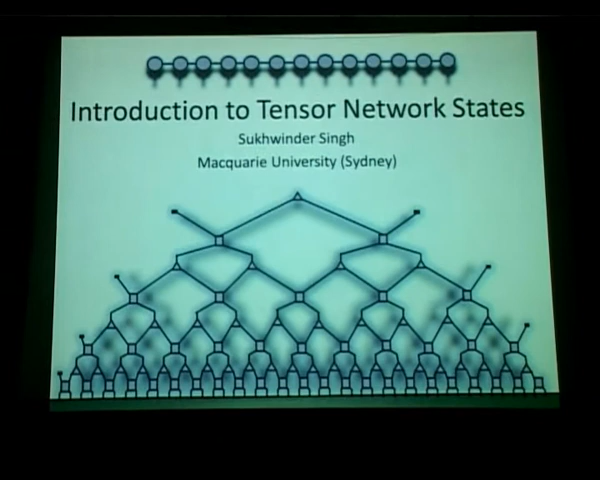 Introduction to Tensor Network States
Sukhwinder Singh
Macquarie University (Sydney)